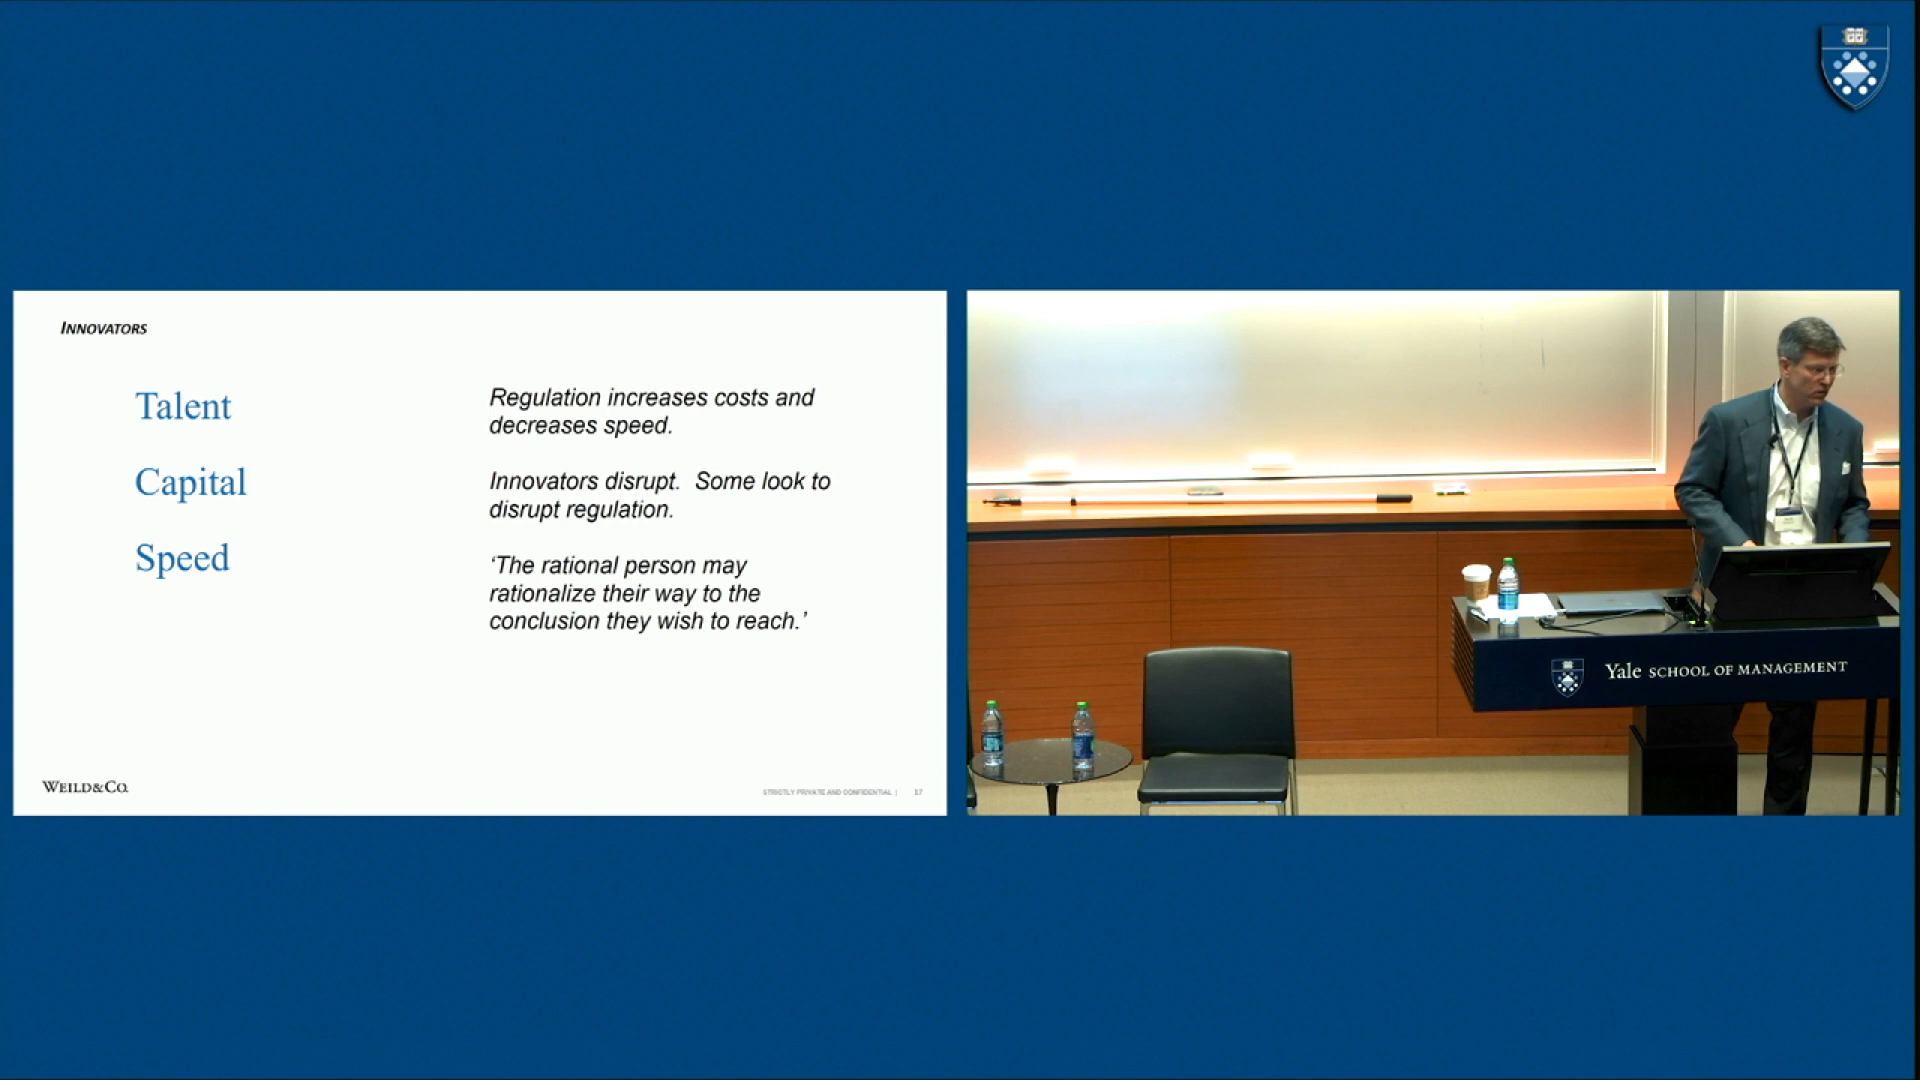 INNOVATORS
Talent
Capital
Speed
Regulation increases costs and
decreases speed.
Innovators disrupt.  Some look to
disrupt regulation.
‘The rational person may
rationalize their way to the
conclusion they wish to reach.’
WEILD&CO.
STRICTLY PRIVATE AND CONFIDENTIAL | 17
Yale SCHOOL OF MANAGEMENT